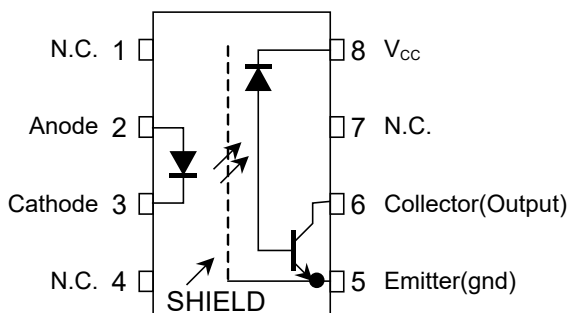 N.C. 1
8 VCC
Anode 2
7 N.C.
Cathode 3
6 Collector(Output)
N.C. 4
5 Emitter(gnd)
SHIELD